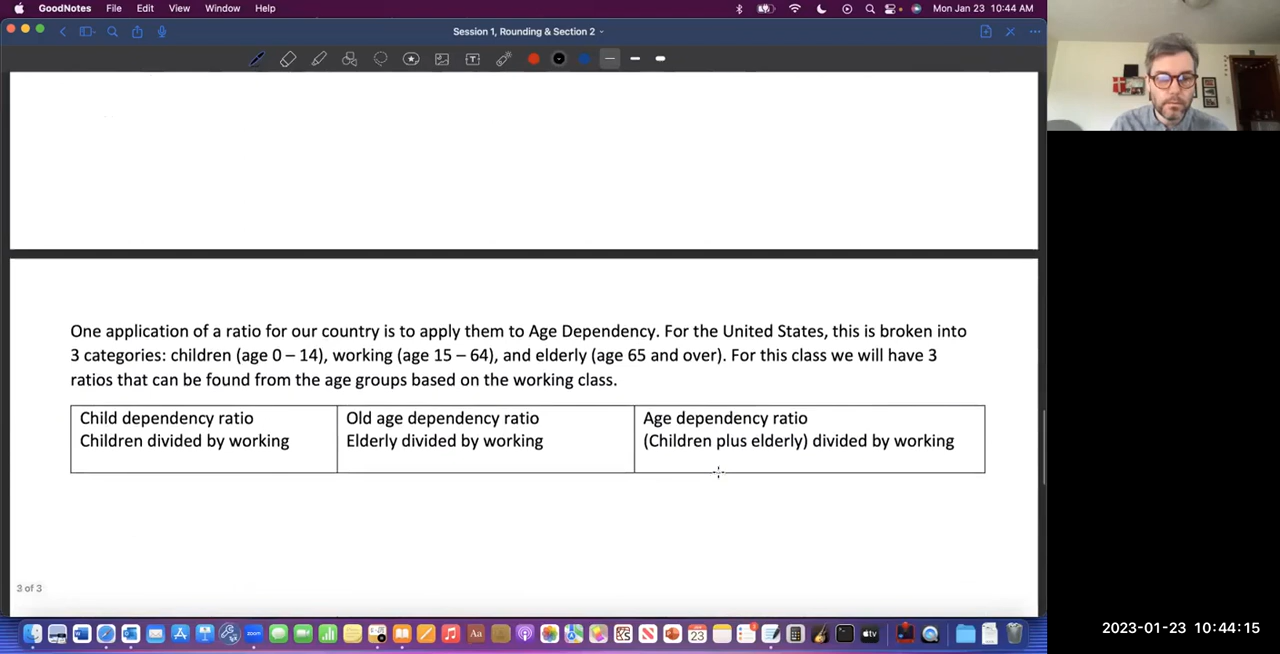 GoodNotes File Edit View Window Help Mon Jan 23 10:44 AM
Session 1, Rounding & Section 2
One application of a ratio for our country is to apply them to Age Dependency. For the United States, this is broken into
3 categories: children (age 0 – 14), working (age 15 – 64), and elderly (age 65 and over). For this class we will have 3
ratios that can be found from the age groups based on the working class.
Child dependency ratio
Children divided by working
Old age dependency ratio
Elderly divided by working
Age dependency ratio
(Children plus elderly) divided by working
3 of 3
2023-01-23 10:44:15